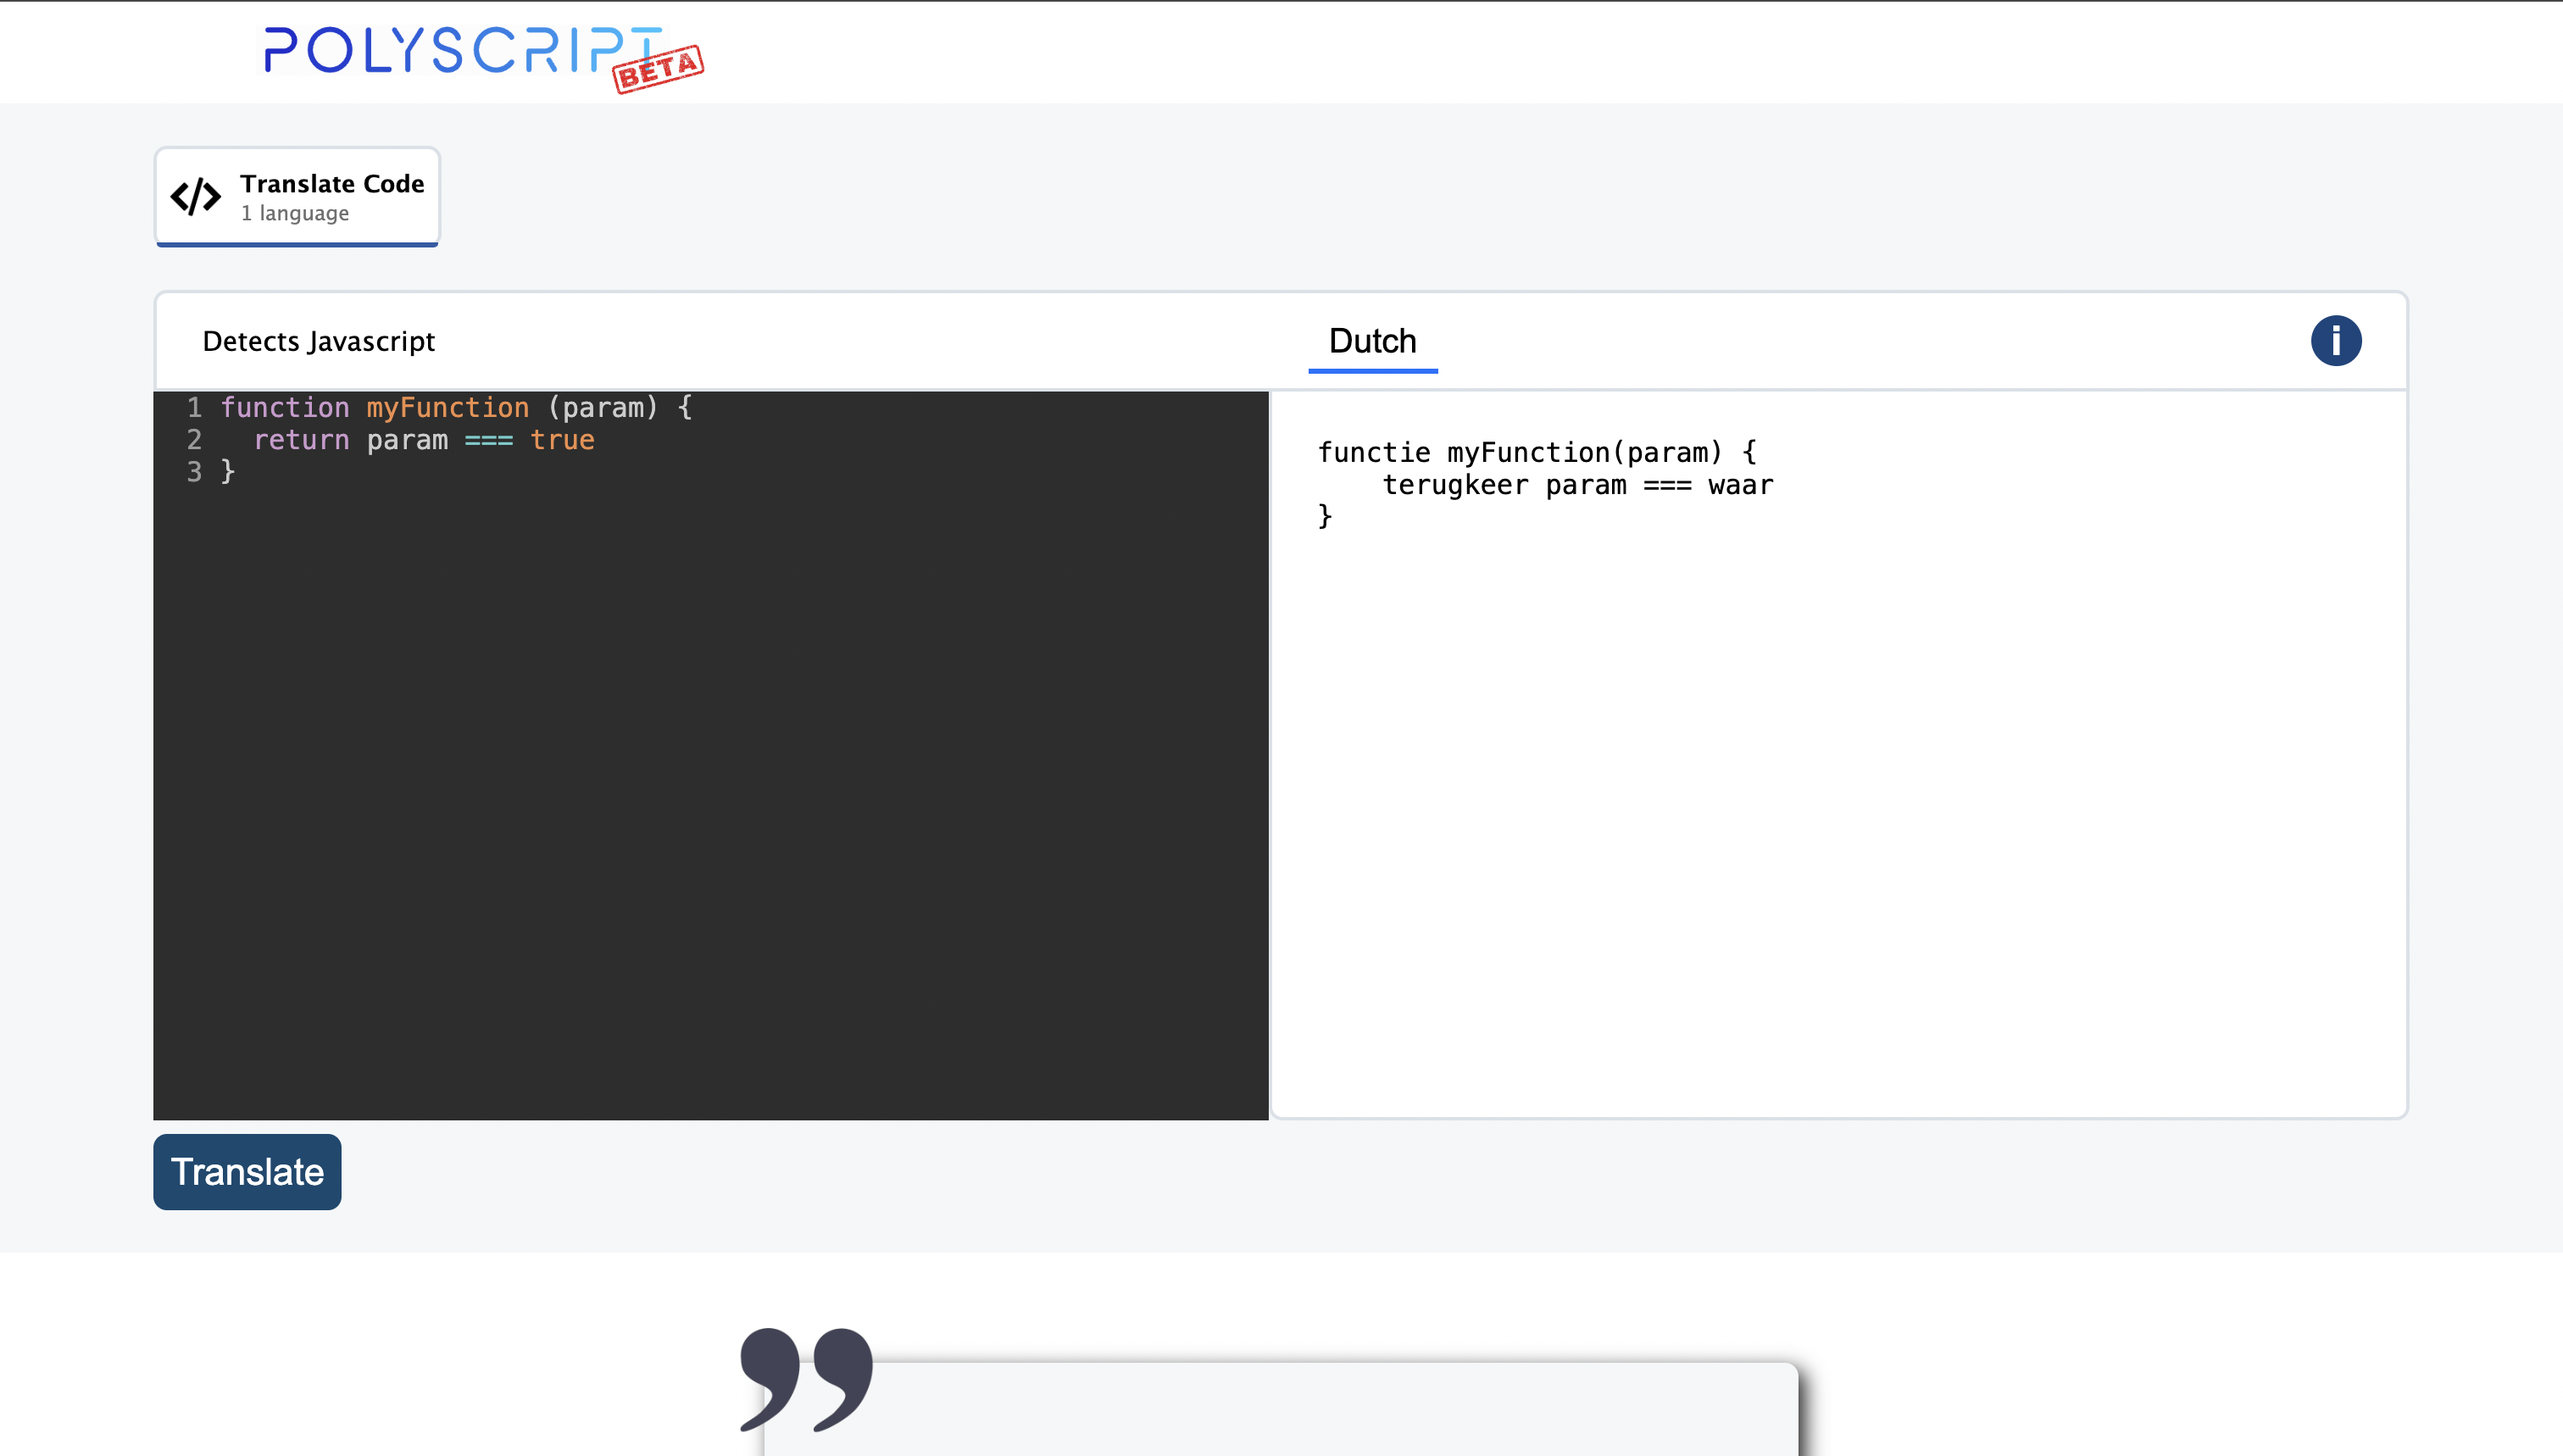 POLYSCRIPT
BETA
Translate Code
1 language
Detects Javascript
Dutch
1 function myFunction (param) {
2   return param === true
3 }
functie myFunction(param) {
    terugkeer param === waar
}
Translate